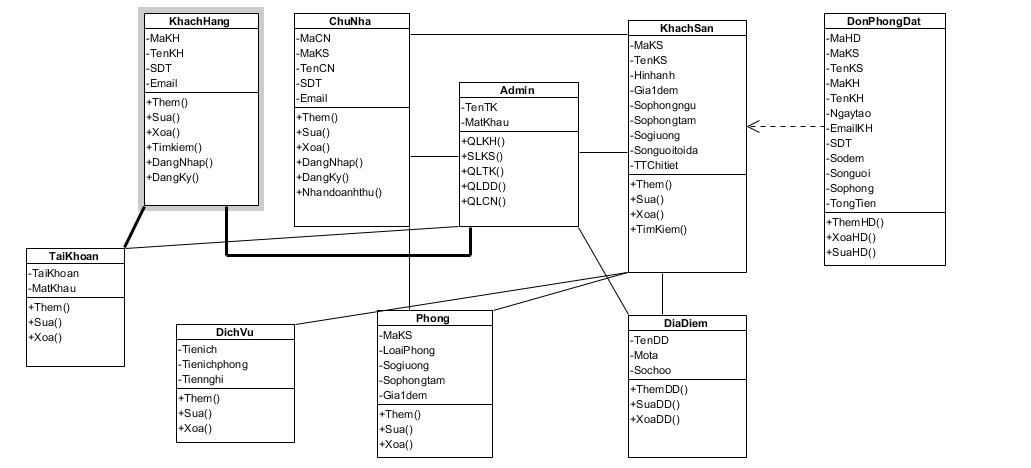 KhachHang
-MaKH
-TenKH
-SDT
-Email
+Them()
+Sua()
+Xoa()
+Timkiem()
+DangNhap()
+DangKy()
ChuNha
-MaCN
-MaKS
-TenCN
-SDT
-Email
+Them()
+Sua()
+Xoa()
+DangNhap()
+DangKy()
+Nhandoanhthu()
Admin
-TenTK
-MatKhau
+QLKH()
+SLKS()
+QLTK()
+QLDD()
+QLCN()
KhachSan
-MaKS
-TenKS
-Hinhanh
-Gia1dem
-Sophongngu
-Sophongtam
-Sogiuong
-Songuoitoida
-TTChitiet
+Them()
+Sua()
+Xoa()
+TimKiem()
DonPhongDat
-MaHD
-MaKS
-TenKS
-MaKH
-TenKH
-Ngaytao
-EmailKH
-SDT
-Sodem
-Songuoi
-Sophong
-TongTien
+ThemHD()
+XoaHD()
+SuaHD()
TaiKhoan
-TaiKhoan
-MatKhau
+Them()
+Sua()
+Xoa()
DichVu
-Tienich
-Tienichphong
-Tiennghi
+Them()
+Sua()
+Xoa()
Phong
-MaKS
-LoaiPhong
-Sogiuong
-Sophongtam
-Gia1dem
+Them()
+Sua()
+Xoa()
DiaDiem
-TenDD
-Mota
-Sochoo
+ThemDD()
+SuaDD()
+XoaDD()